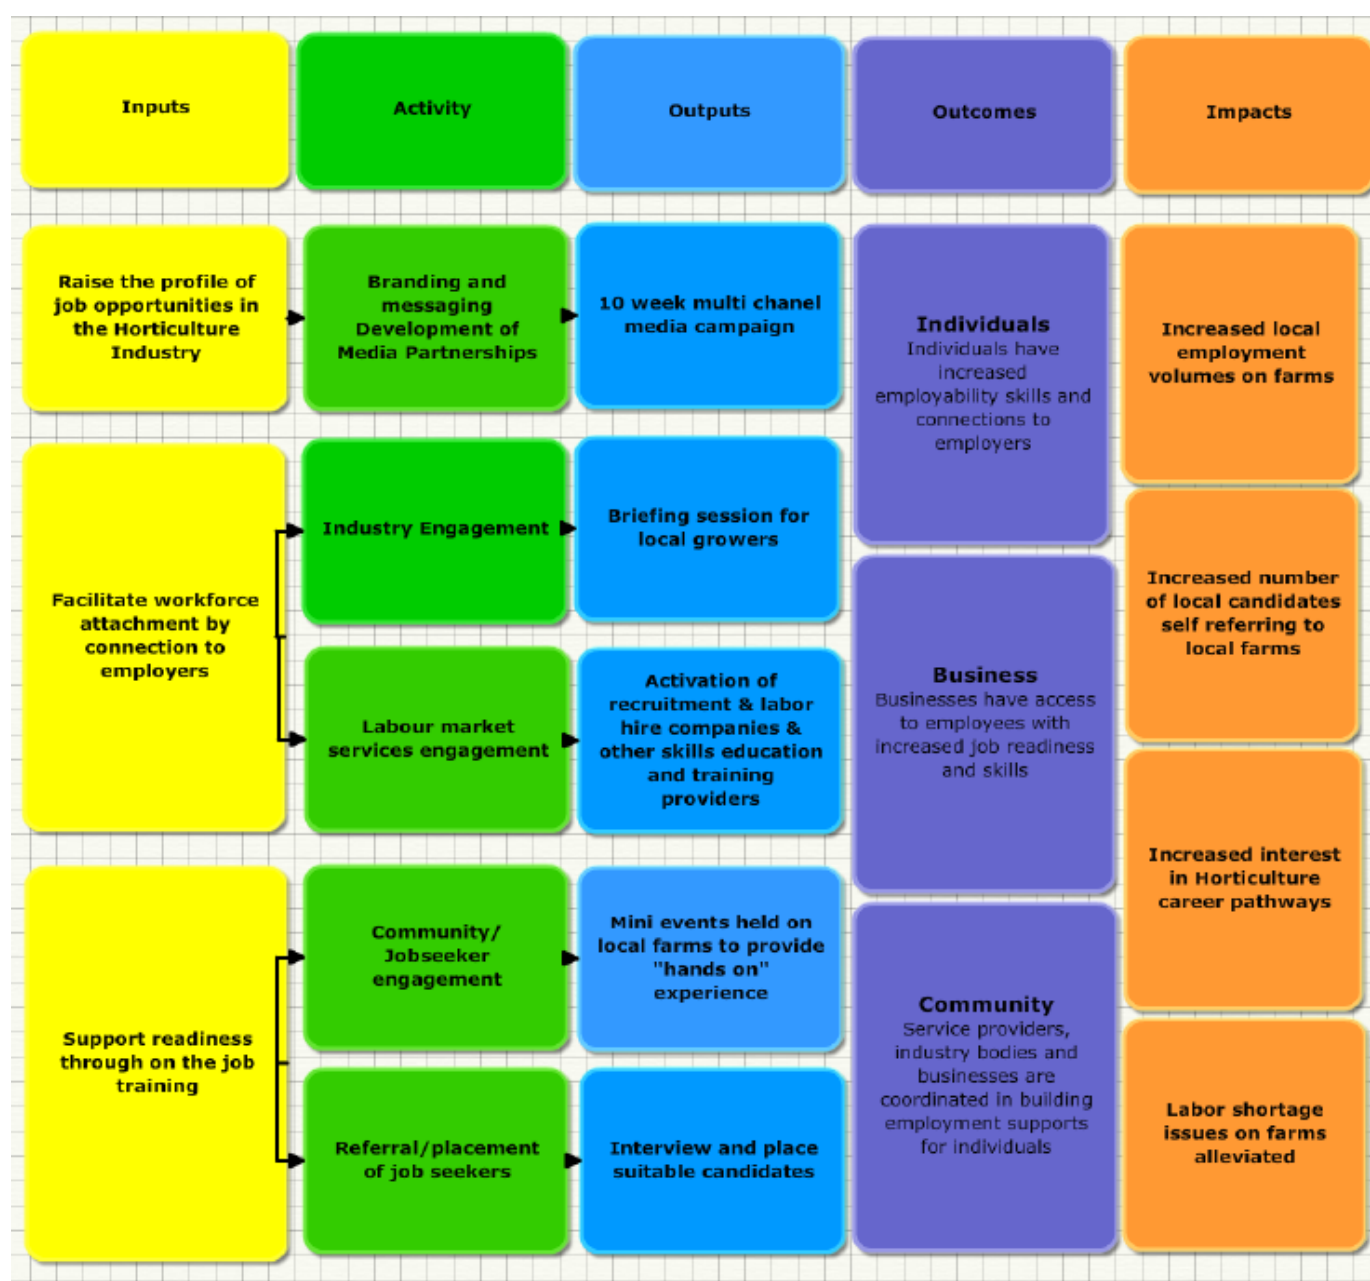 Inputs
Activity
Outputs
Outcomes
Impacts
Raise the profile of
job opportunities in
the Horticulture
Industry
Branding and
messaging
Development of
Media Partnerships
10 week multi chanel
media campaign
Individuals
Individuals have
increased
employability skills and
connections to
employers
Increased local
employment
volumes on farms
Facilitate workforce
attachment by
connection to
employers
Industry Engagement
Briefing session for
local growers
Labour market
services engagement
Activation of
recruitment & labor
hire companies &
other skills education
and training
providers
Business
Businesses have access
to employees with
increased job readiness
and skills
Increased number
of local candidates
self referring to
local farms
Increased interest
in Horticulture
career pathways
Support readiness
through on the job
training
Community/
Jobseeker
engagement
Mini events held on
local farms to provide
"hands on"
experience
Referral/placement
of job seekers
Interview and place
suitable candidates
Community
Service providers,
industry bodies and
businesses are
coordinated in building
employment supports
for individuals
Labor shortage
issues on farms
alleviated